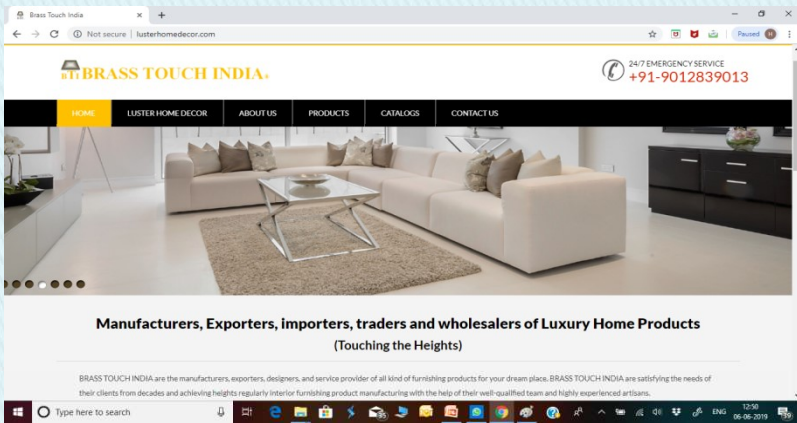 Brass Touch India
Not secure | lusterhomedecor.com
Paused
H
BTI BRASS TOUCH INDIA®
24/7 EMERGENCY SERVICE
+91-9012839013
HOME LUSTER HOME DECOR ABOUT US PRODUCTS CATALOGS CONTACT US
Manufacturers, Exporters, importers, traders and wholesalers of Luxury Home Products
(Touching the Heights)
BRASS TOUCH INDIA are the manufacturers, exporters, designers, and service provider of all kind of furnishing products for your dream place. BRASS TOUCH INDIA are satisfying the needs of
their clients from decades and achieving heights regularly interior furnishing product manufacturing with the help of their well-qualified team and highly experienced artisans.
Type here to search
ENG
12:50
06-06-2019